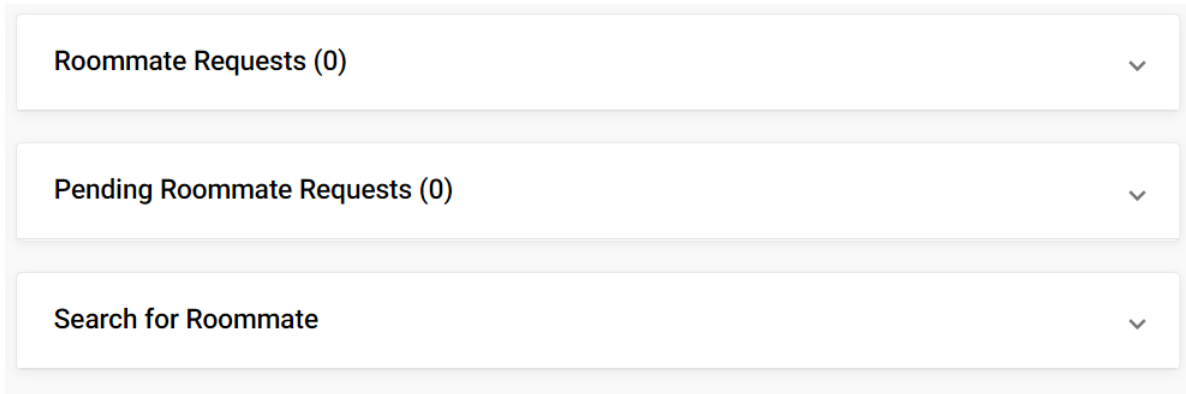 Roommate Requests (0)
Pending Roommate Requests (0)
Search for Roommate